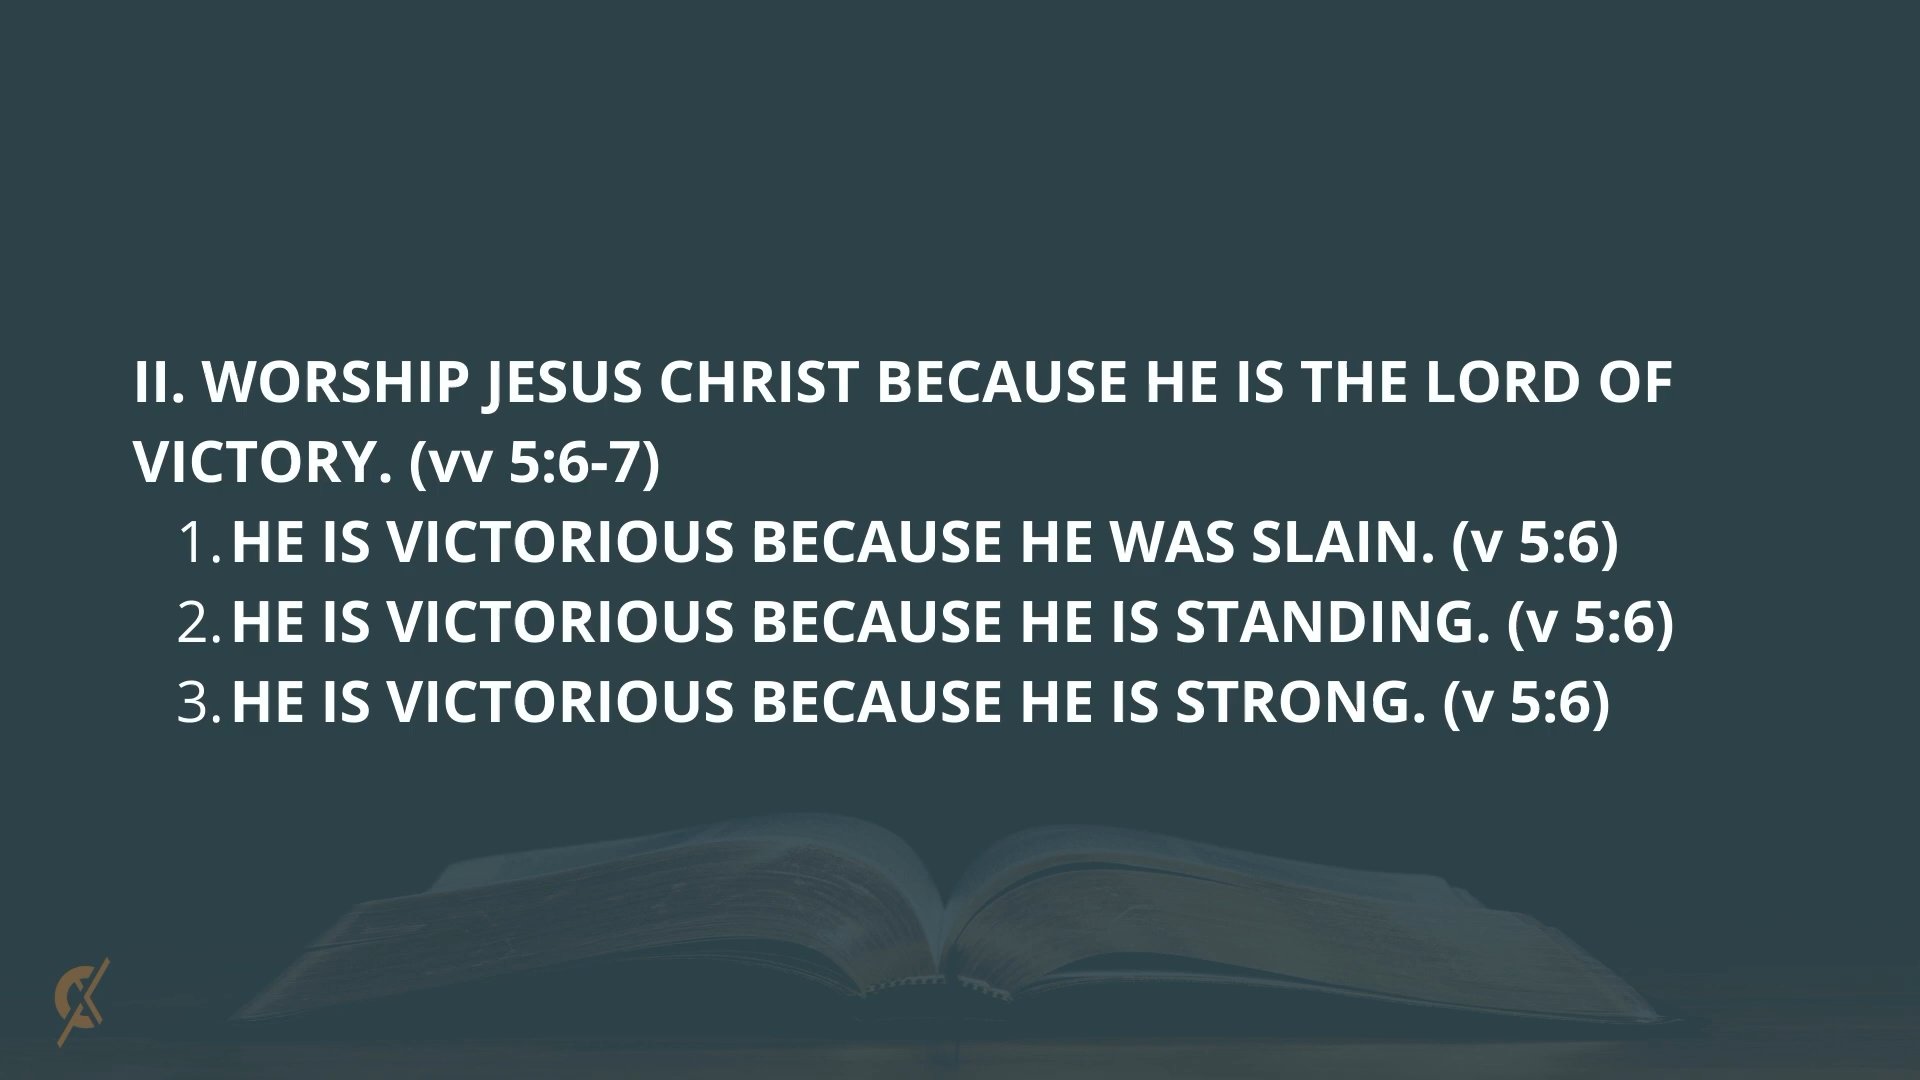 II. WORSHIP JESUS CHRIST BECAUSE HE IS THE LORD OF
VICTORY. (vv 5:6-7)
1. HE IS VICTORIOUS BECAUSE HE WAS SLAIN. (v 5:6)
2. HE IS VICTORIOUS BECAUSE HE IS STANDING. (v 5:6)
3. HE IS VICTORIOUS BECAUSE HE IS STRONG. (v 5:6)